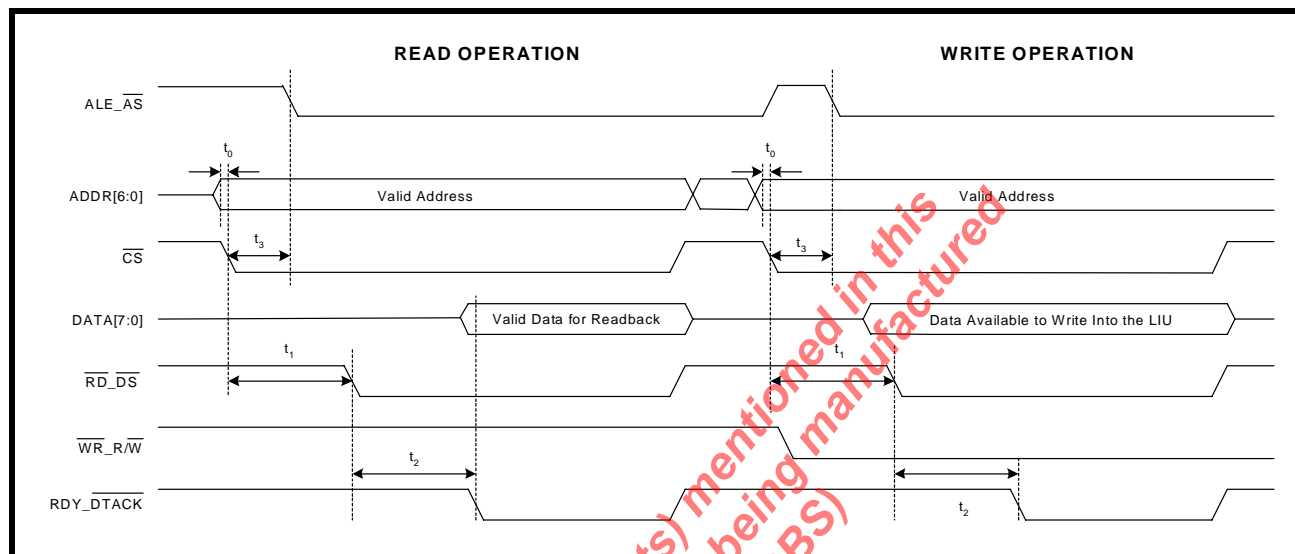 READ OPERATION
WRITE OPERATION
ALE_AS
t0
t0
ADDR[6:0]
Valid Address
Valid Address
CS
t3
t3
DATA[7:0]
Valid Data for Readback
Data Available to Write Into the LIU
t1
t1
RD_DS
WR_R/W
t2
t2
RDY_DTACK
ts) mentioned in this
being manufactured
BS)